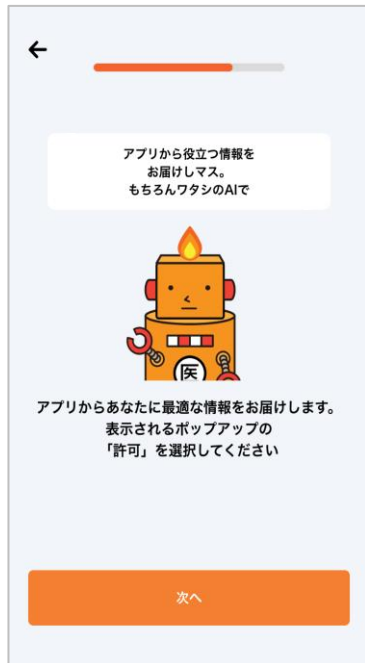 アプリから役立つ情報を
お届けしマス。
もちろんワタシのAIで
医
アプリからあなたに最適な情報をお届けします。
表示されるポップアップの
「許可」を選択してください
次へ